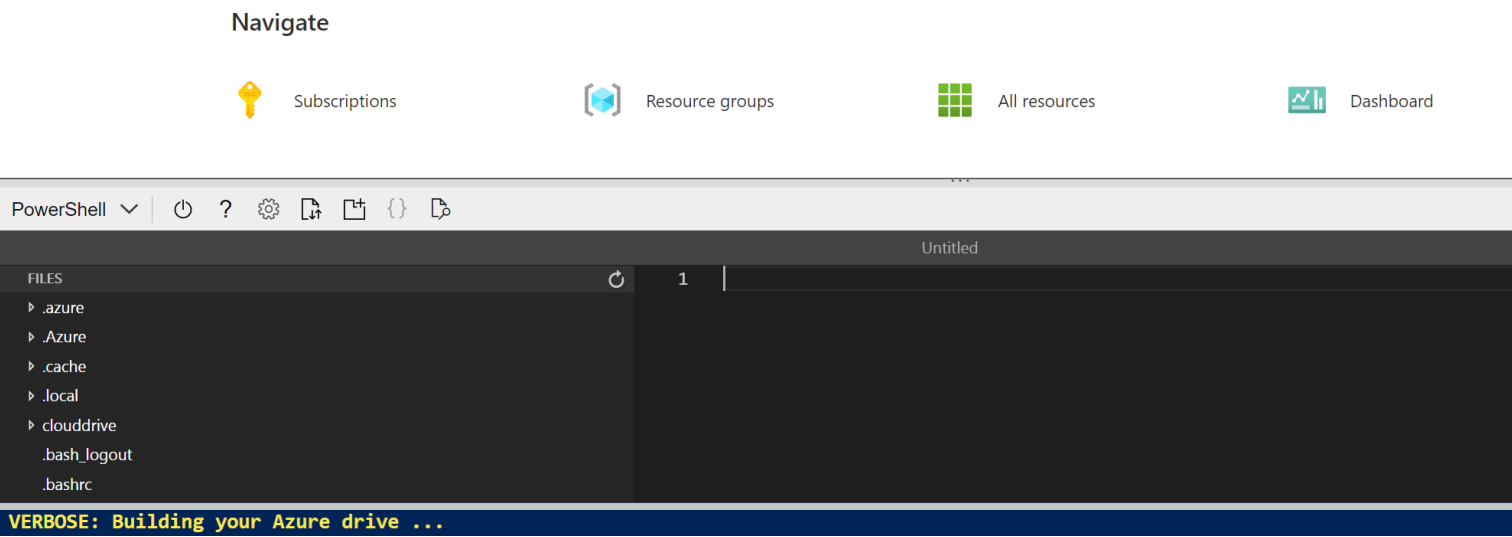 Navigate
Subscriptions Resource groups All resources Dashboard
PowerShell ?  {}
Untitled
FILES 1
.azure
.Azure
.cache
.local
clouddrive
.bash_logout
.bashrc
VERBOSE: Building your Azure drive ...